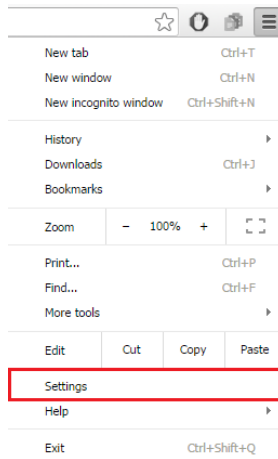 New tab Ctrl+T
New window Ctrl+N
New incognito window Ctrl+Shift+N
History
Downloads Ctrl+J
Bookmarks
Zoom − 100% +
Print... Ctrl+P
Find... Ctrl+F
More tools
Edit Cut Copy Paste
Settings
Help
Exit Ctrl+Shift+Q